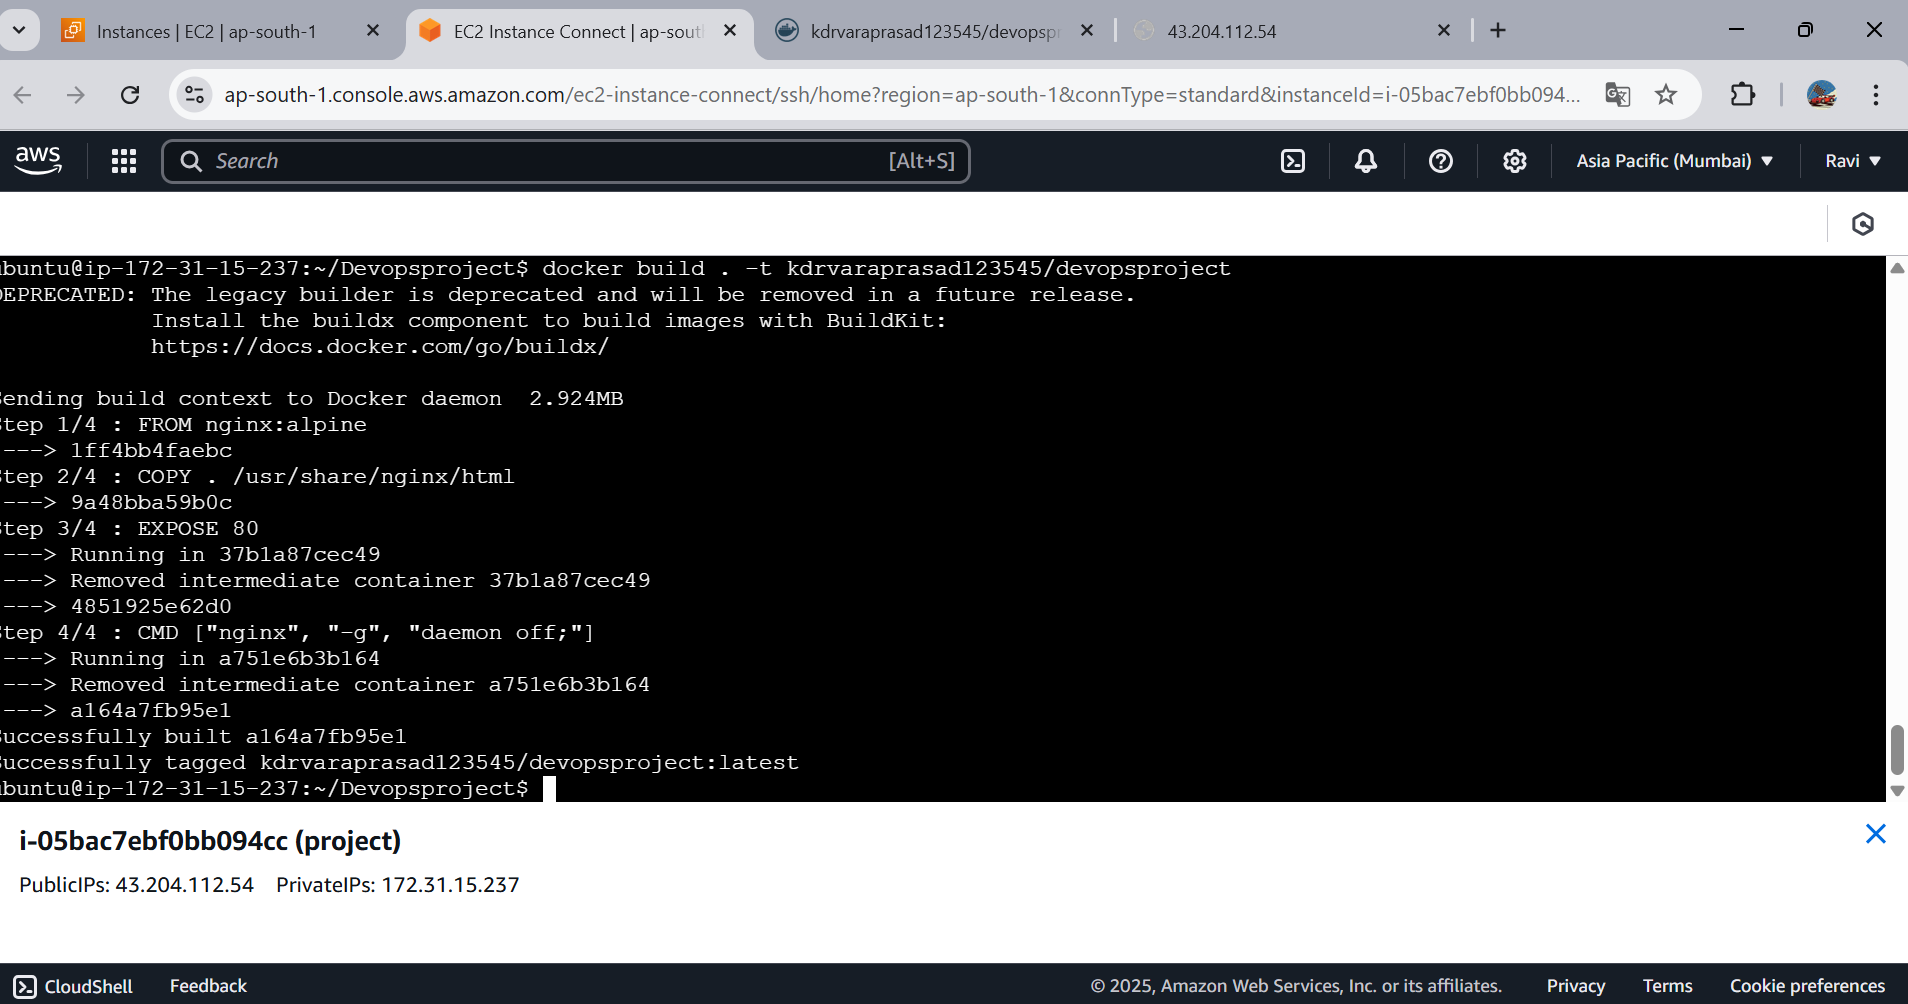 Instances | EC2 | ap-south-1
EC2 Instance Connect | ap-sout
kdrvaraprasad123545/devopspr
43.204.112.54
ap-south-1.console.aws.amazon.com/ec2-instance-connect/ssh/home?region=ap-south-1&connType=standard&instanceId=i-05bac7ebf0bb094...
aws
Search
[Alt+S]
Asia Pacific (Mumbai)
Ravi
buntu@ip-172-31-15-237:~/Devopsproject$ docker build . -t kdrvaraprasad123545/devopsproject
DEPRECATED: The legacy builder is deprecated and will be removed in a future release.
Install the buildx component to build images with BuildKit:
https://docs.docker.com/go/buildx/
Sending build context to Docker daemon  2.924MB
Step 1/4 : FROM nginx:alpine
---> 1ff4bb4faebc
Step 2/4 : COPY . /usr/share/nginx/html
---> 9a48bba59b0c
Step 3/4 : EXPOSE 80
---> Running in 37b1a87cec49
---> Removed intermediate container 37b1a87cec49
---> 4851925e62d0
Step 4/4 : CMD ["nginx", "-g", "daemon off;"]
---> Running in a751e6b3b164
---> Removed intermediate container a751e6b3b164
---> a164a7fb95e1
Successfully built a164a7fb95e1
Successfully tagged kdrvaraprasad123545/devopsproject:latest
buntu@ip-172-31-15-237:~/Devopsproject$
i-05bac7ebf0bb094cc (project)
PublicIPs: 43.204.112.54 PrivateIPs: 172.31.15.237
CloudShell Feedback © 2025, Amazon Web Services, Inc. or its affiliates. Privacy Terms Cookie preferences